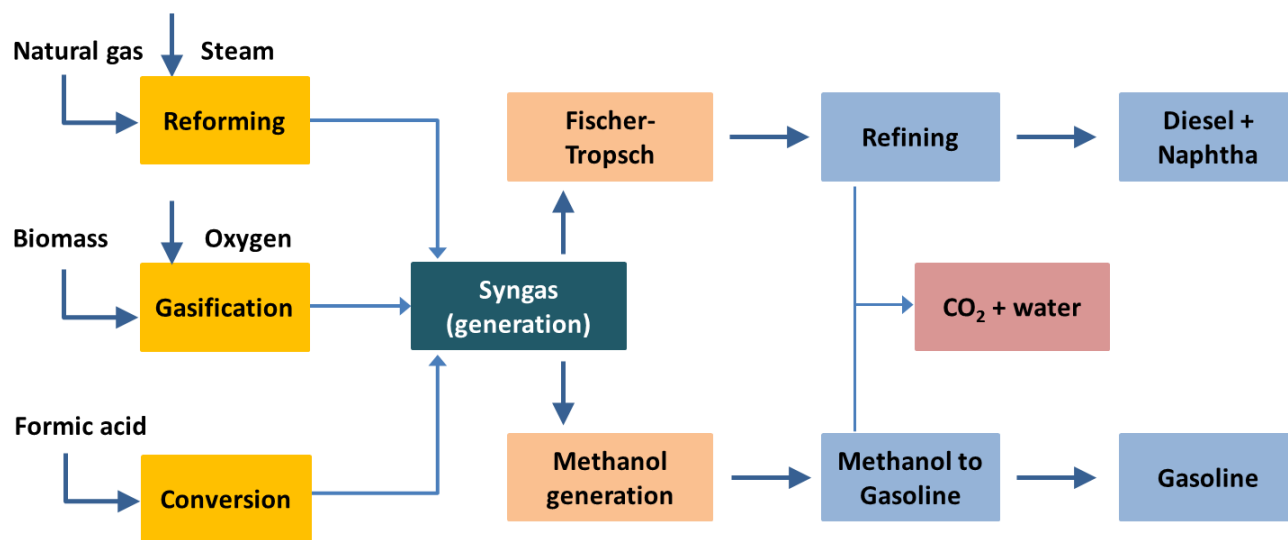 Natural gas
Steam
Reforming
Fischer-
Tropsch
Refining
Diesel +
Naphtha
Biomass
Oxygen
Gasification
Syngas
(generation)
CO₂ + water
Formic acid
Conversion
Methanol
generation
Methanol to
Gasoline
Gasoline